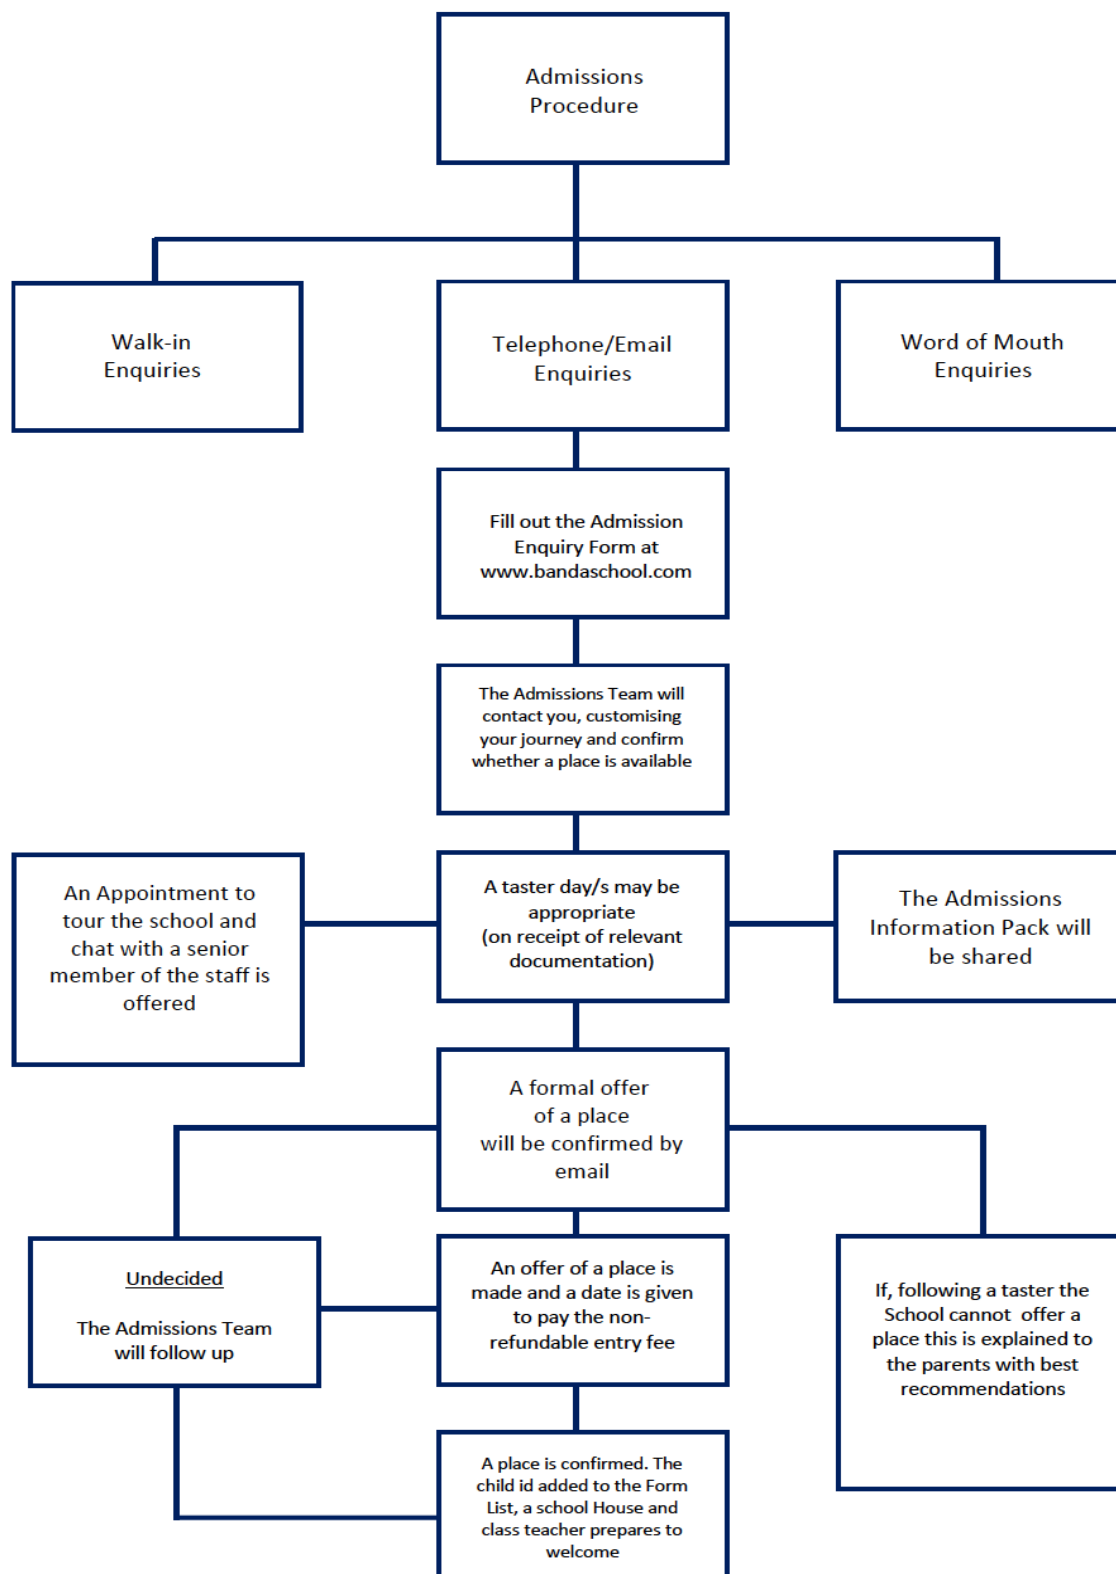 Admissions
Procedure
Walk-in
Enquiries
Telephone/Email
Enquiries
Word of Mouth
Enquiries
Fill out the Admission
Enquiry Form at
www.bandaschool.com
The Admissions Team will
contact you, customising
your journey and confirm
whether a place is available
An Appointment to
tour the school and
chat with a senior
member of the staff is
offered
A taster day/s may be
appropriate
(on receipt of relevant
documentation)
The Admissions
Information Pack will
be shared
A formal offer
of a place
will be confirmed by
email
Undecided
The Admissions Team
will follow up
An offer of a place is
made and a date is given
to pay the non-
refundable entry fee
If, following a taster the
School cannot offer a
place this is explained to
the parents with best
recommendations
A place is confirmed. The
child id added to the Form
List, a school House and
class teacher prepares to
welcome